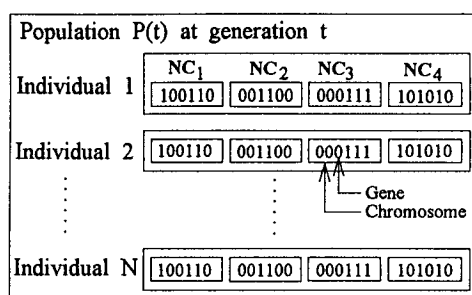 Population P(t) at generation t
NC1 NC2 NC3 NC4
Individual 1 100110 001100 000111 101010
Individual 2 100110 001100 000111 101010
Gene
Chromosome
Individual N 100110 001100 000111 101010